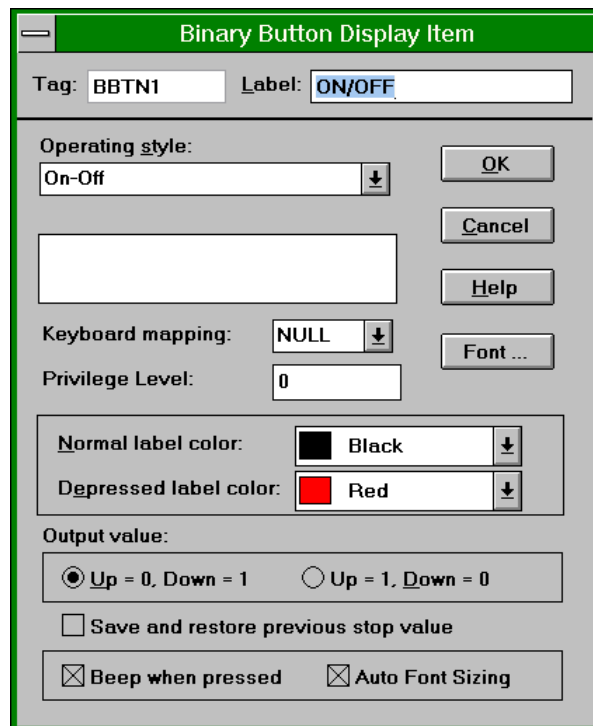 Binary Button Display Item
Tag: BBTN1 Label: ON/OFF
Operating style:
On-Off
OK
Cancel
Help
Keyboard mapping: NULL
Font ...
Privilege Level: 0
Normal label color: Black
Depressed label color: Red
Output value:
Up = 0, Down = 1 Up = 1, Down = 0
Save and restore previous stop value
Beep when pressed Auto Font Sizing